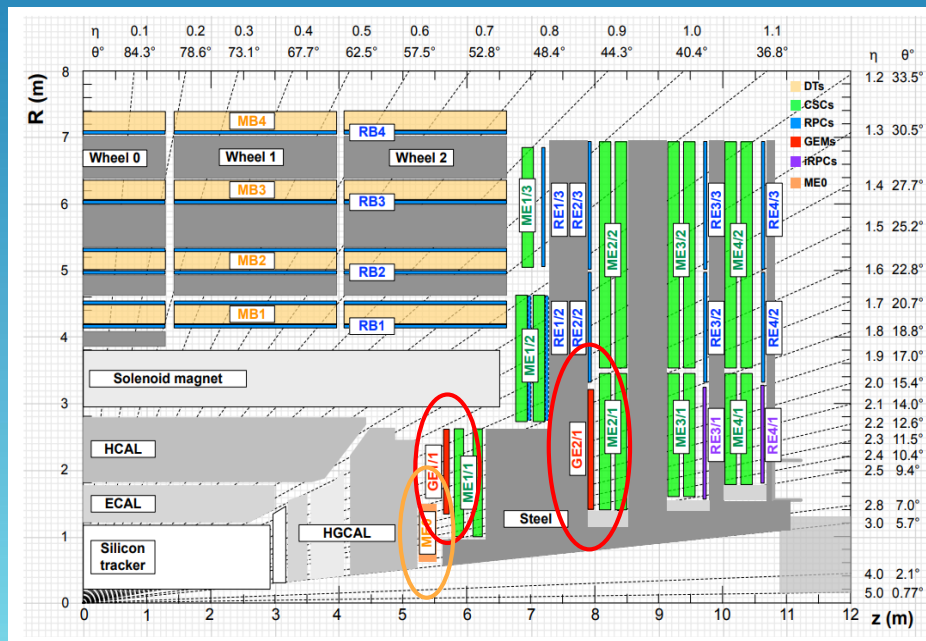 η 0.1 0.2 0.3 0.4 0.5 0.6 0.7 0.8 0.9 1.0 1.1
θ° 84.3° 78.6° 73.1° 67.7° 62.5° 57.5° 52.8° 48.4° 44.3° 40.4° 36.8° η θ°
R (m)
8
7
6
5
4
3
2
1
0
1.2 33.5°
1.3 30.5°
1.4 27.7°
1.5 25.2°
1.6 22.8°
1.7 20.7°
1.8 18.8°
1.9 17.0°
2.0 15.4°
2.1 14.0°
2.2 12.6°
2.3 11.5°
2.4 10.4°
2.5 9.4°
2.8 7.0°
3.0 5.7°
4.0 2.1°
5.0 0.77°
DTs
CSCs
RPCs
GEMs
iRPCs
ME0
MB4
RB4
Wheel 0
Wheel 1
Wheel 2
MB3
RB3
MB2
RB2
MB1
RB1
Solenoid magnet
HCAL
ECAL
Silicon
tracker
HGCAL
Steel
ME1/3
RE1/3
RE2/3
ME2/2
ME3/2
RE3/3
ME4/2
RE4/3
ME1/2
RE1/2
RE2/2
RE3/2
RE4/2
GE1/1
ME1/1
GE2/1
ME2/1
ME3/1
RE3/1
ME4/1
RE4/1
0 1 2 3 4 5 6 7 8 9 10 11 12
z (m)